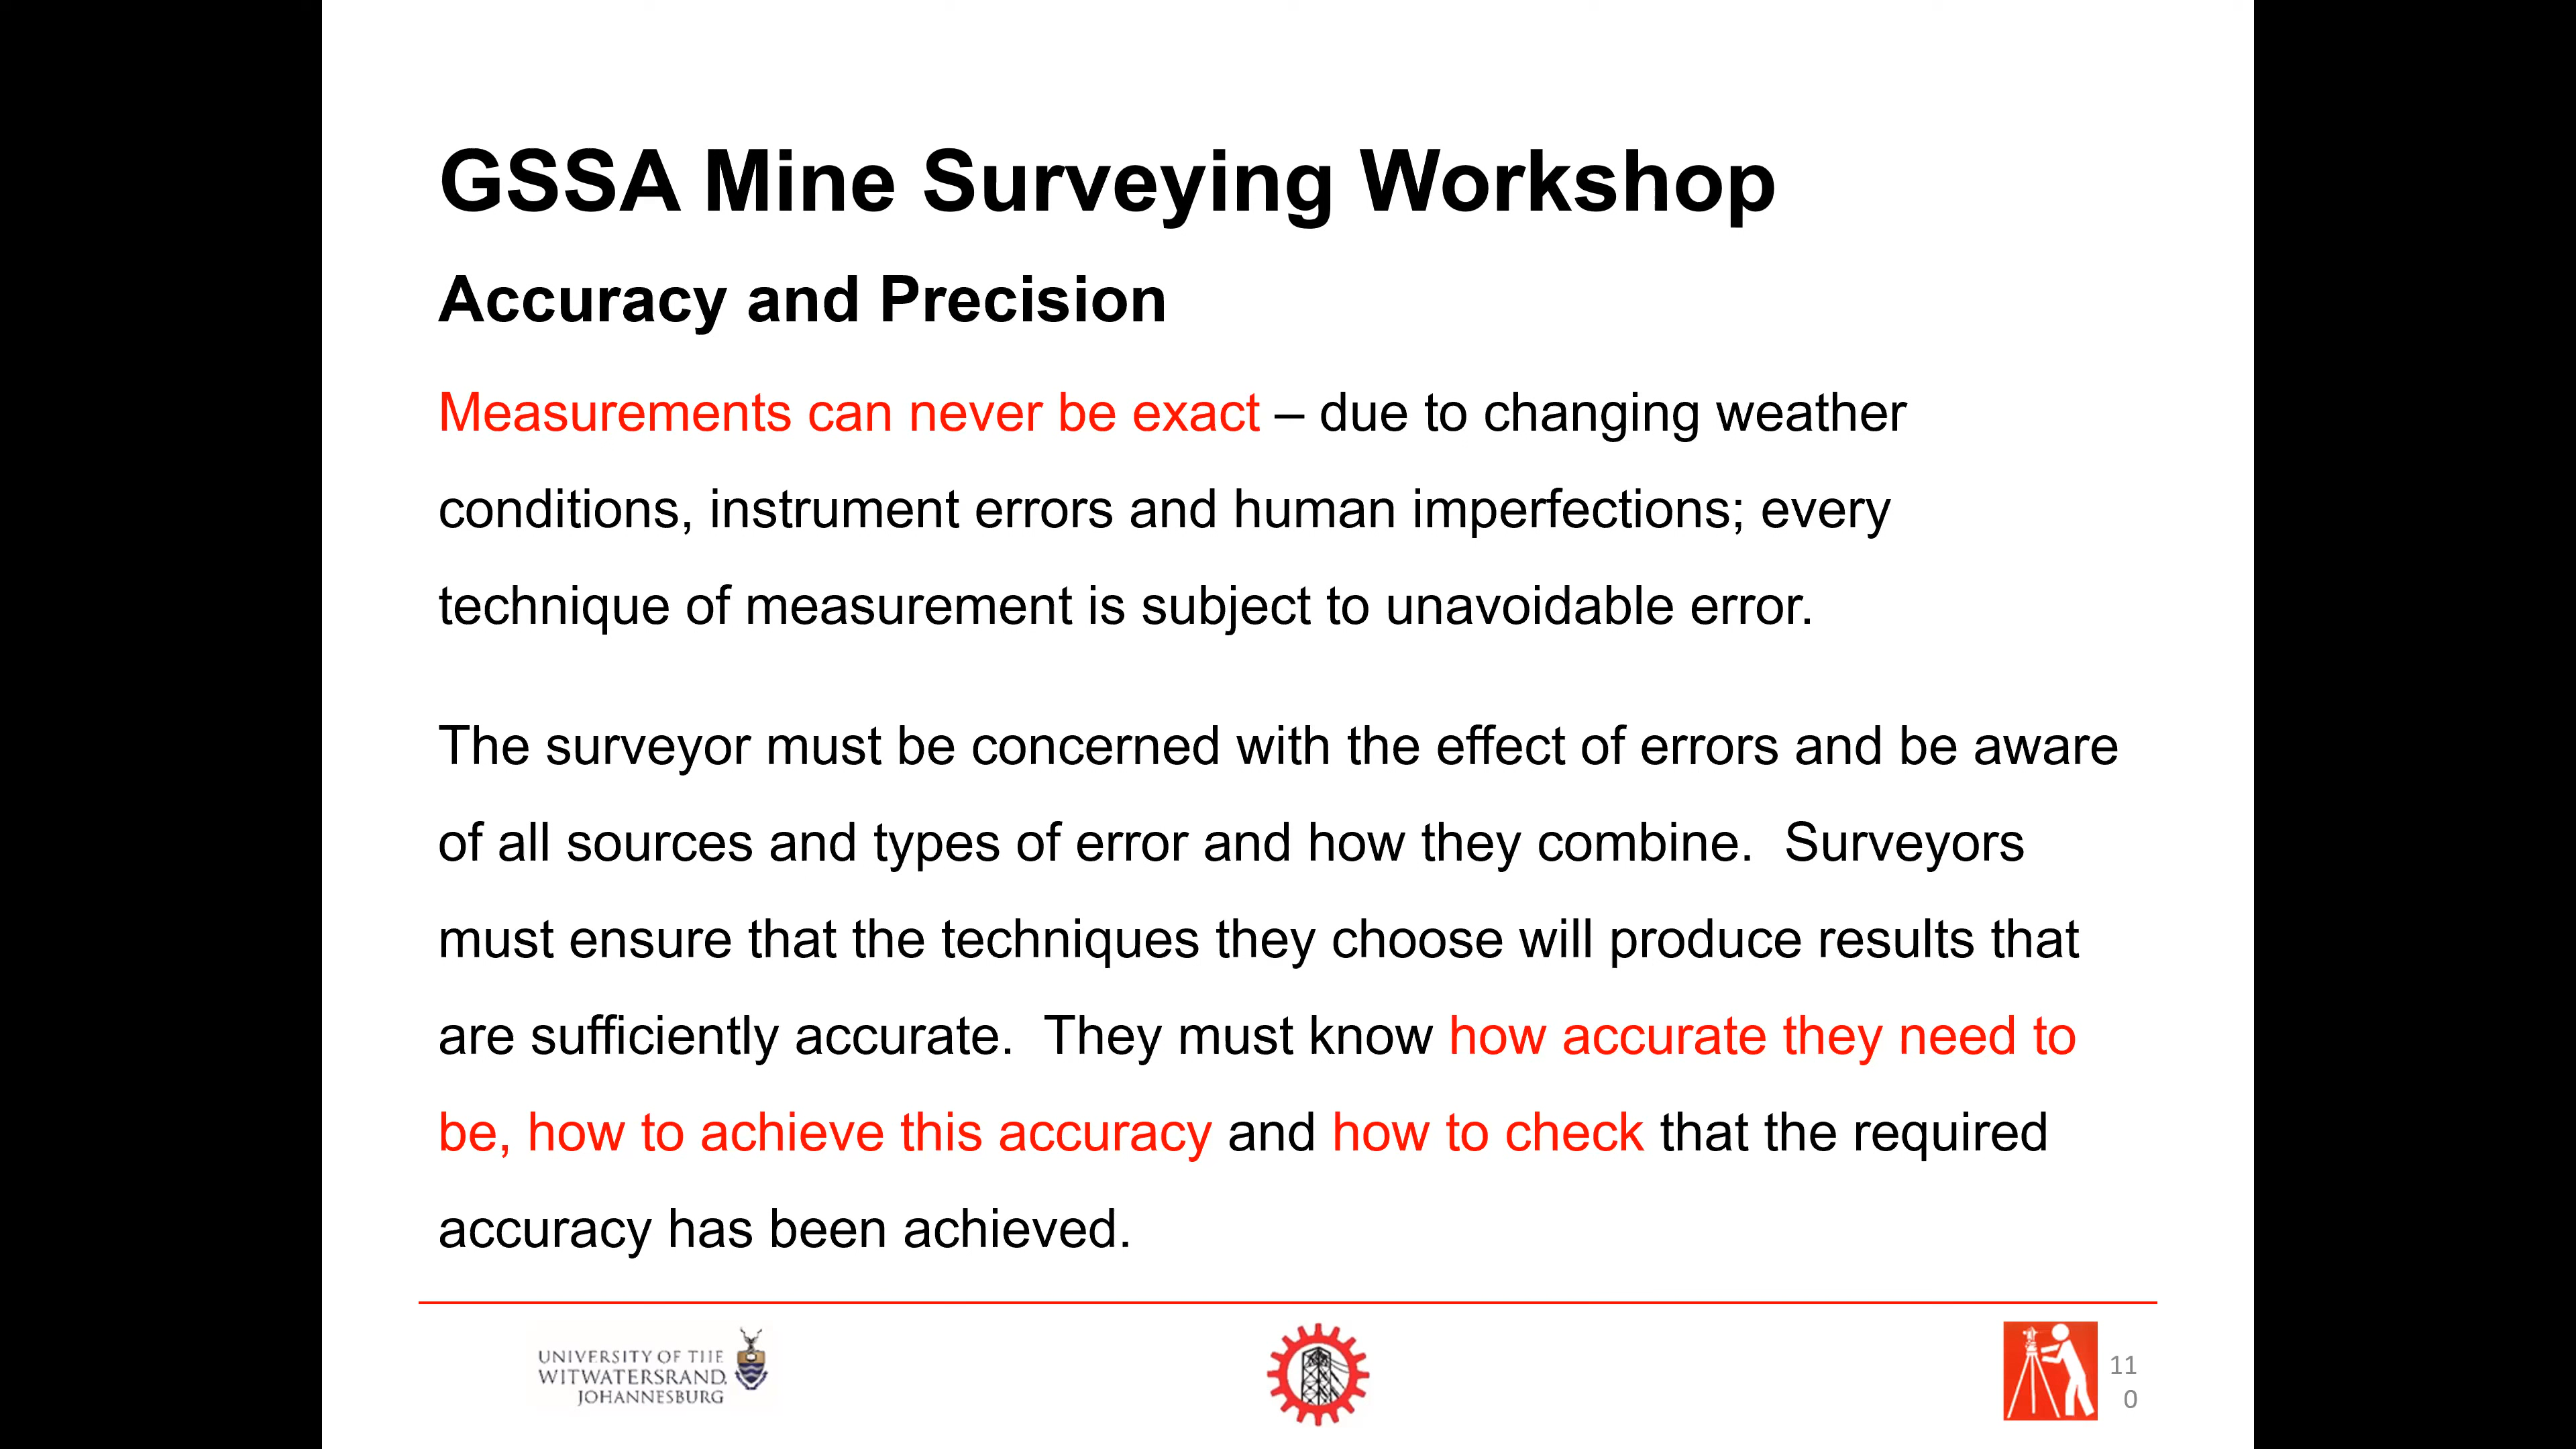 GSSA Mine Surveying Workshop
Accuracy and Precision
Measurements can never be exact – due to changing weather
conditions, instrument errors and human imperfections; every
technique of measurement is subject to unavoidable error.
The surveyor must be concerned with the effect of errors and be aware
of all sources and types of error and how they combine.  Surveyors
must ensure that the techniques they choose will produce results that
are sufficiently accurate.  They must know how accurate they need to
be, how to achieve this accuracy and how to check that the required
accuracy has been achieved.
UNIVERSITY OF THE
WITWATERSRAND,
JOHANNESBURG
11
0